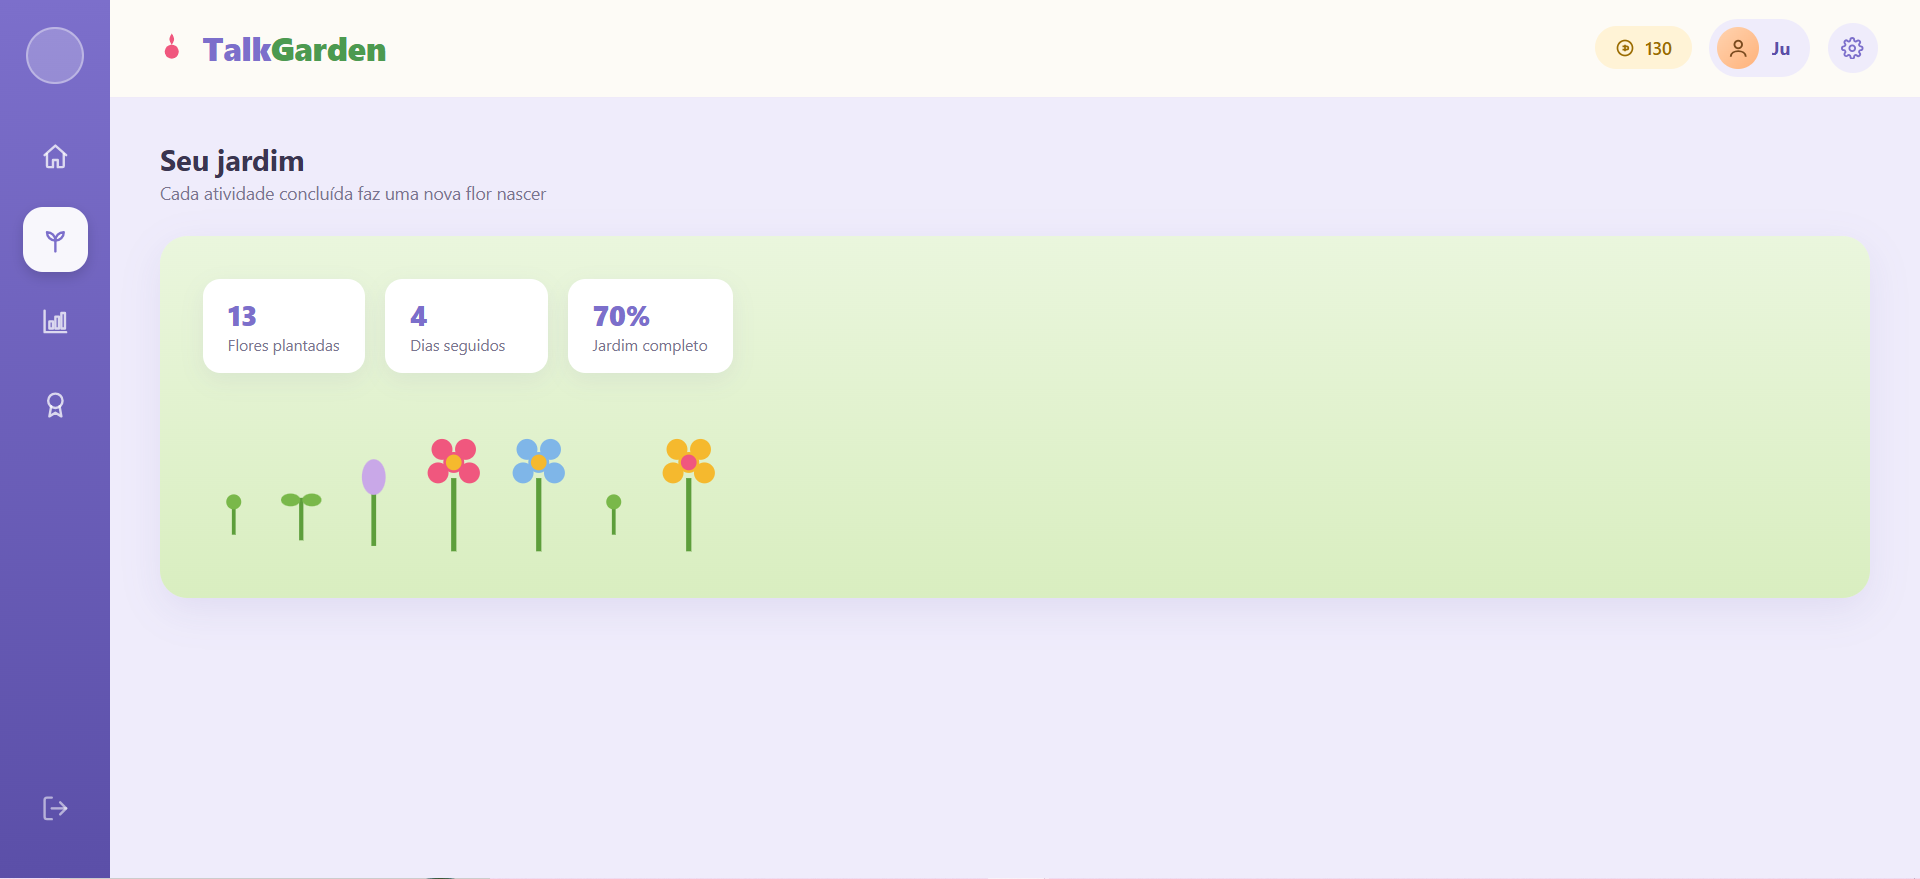 TalkGarden
130
Ju
Seu jardim
Cada atividade concluída faz uma nova flor nascer
13
Flores plantadas
4
Dias seguidos
70%
Jardim completo